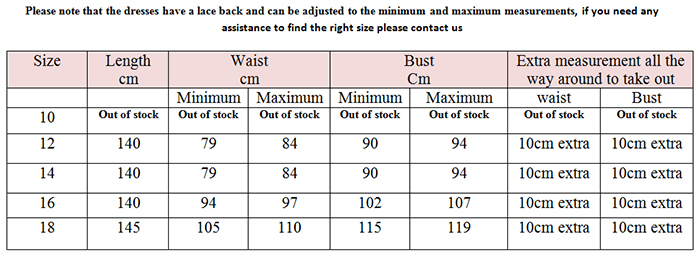 Please note that the dresses have a lace back and can be adjusted to the minimum and maximum measurements, if you need any
assistance to find the right size please contact us
Size Length Waist Bust Extra measurement all the
cm cm Cm way around to take out
Minimum Maximum Minimum Maximum waist Bust
10 Out of stock Out of stock Out of stock Out of stock Out of stock Out of stock Out of stock
12 140 79 84 90 94 10cm extra 10cm extra
14 140 79 84 90 94 10cm extra 10cm extra
16 140 94 97 102 107 10cm extra 10cm extra
18 145 105 110 115 119 10cm extra 10cm extra